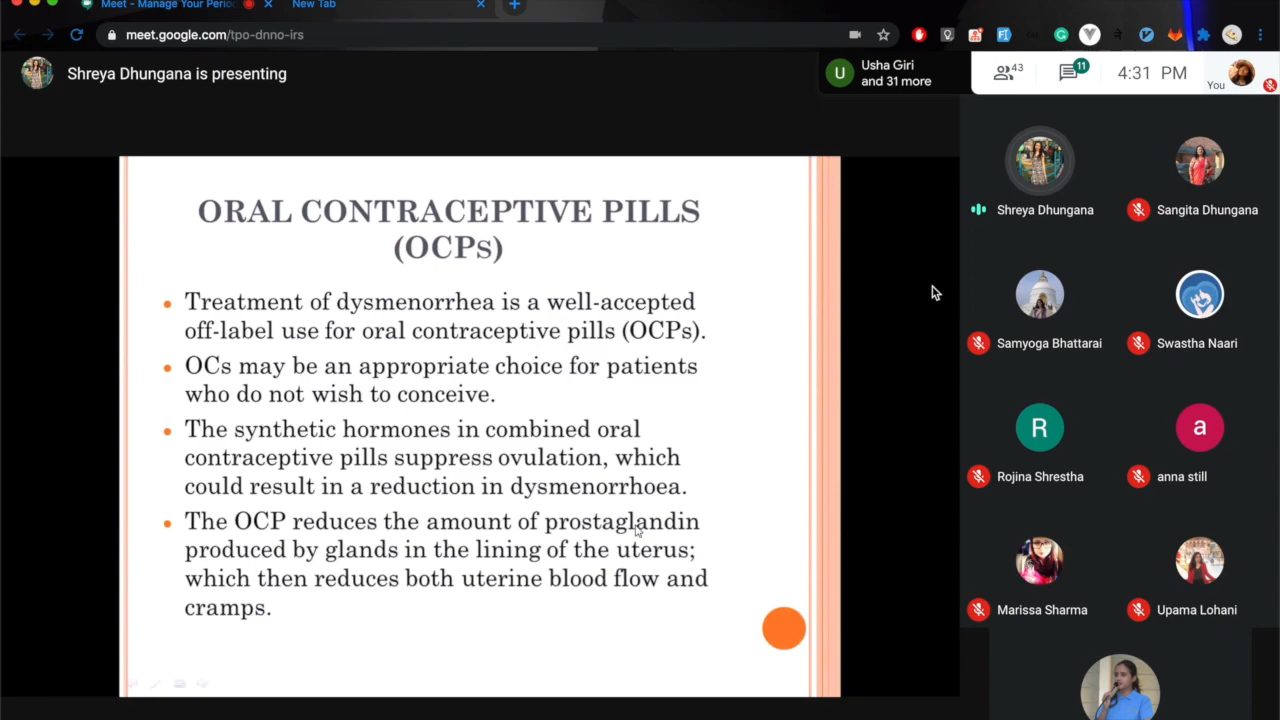 Meet - Manage Your Perio
New Tab
meet.google.com/tpo-dnno-irs
Shreya Dhungana is presenting
U
Usha Giri
and 31 more
43
11
4:31 PM
You
ORAL CONTRACEPTIVE PILLS
(OCPS)
• Treatment of dysmenorrhea is a well-accepted
off-label use for oral contraceptive pills (OCPs).
• OCs may be an appropriate choice for patients
who do not wish to conceive.
• The synthetic hormones in combined oral
contraceptive pills suppress ovulation, which
could result in a reduction in dysmenorrhoea.
• The OCP reduces the amount of prostaglandin
produced by glands in the lining of the uterus;
which then reduces both uterine blood flow and
cramps.
Shreya Dhungana
Sangita Dhungana
Samyoga Bhattarai
Swastha Naari
R
a
Rojina Shrestha
anna still
Marissa Sharma
Upama Lohani